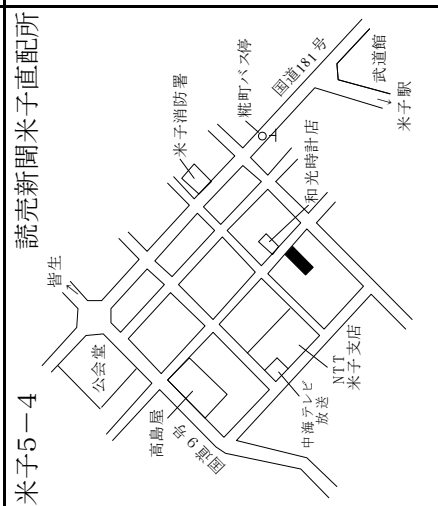 米子5−4
読売新聞米子直配所
皆生
公会堂
高島屋
国道9号
中海テレビ
放送
NTT
米子支店
和光時計店
米子消防署
糀町バス停
国道181号
武道館
米子駅